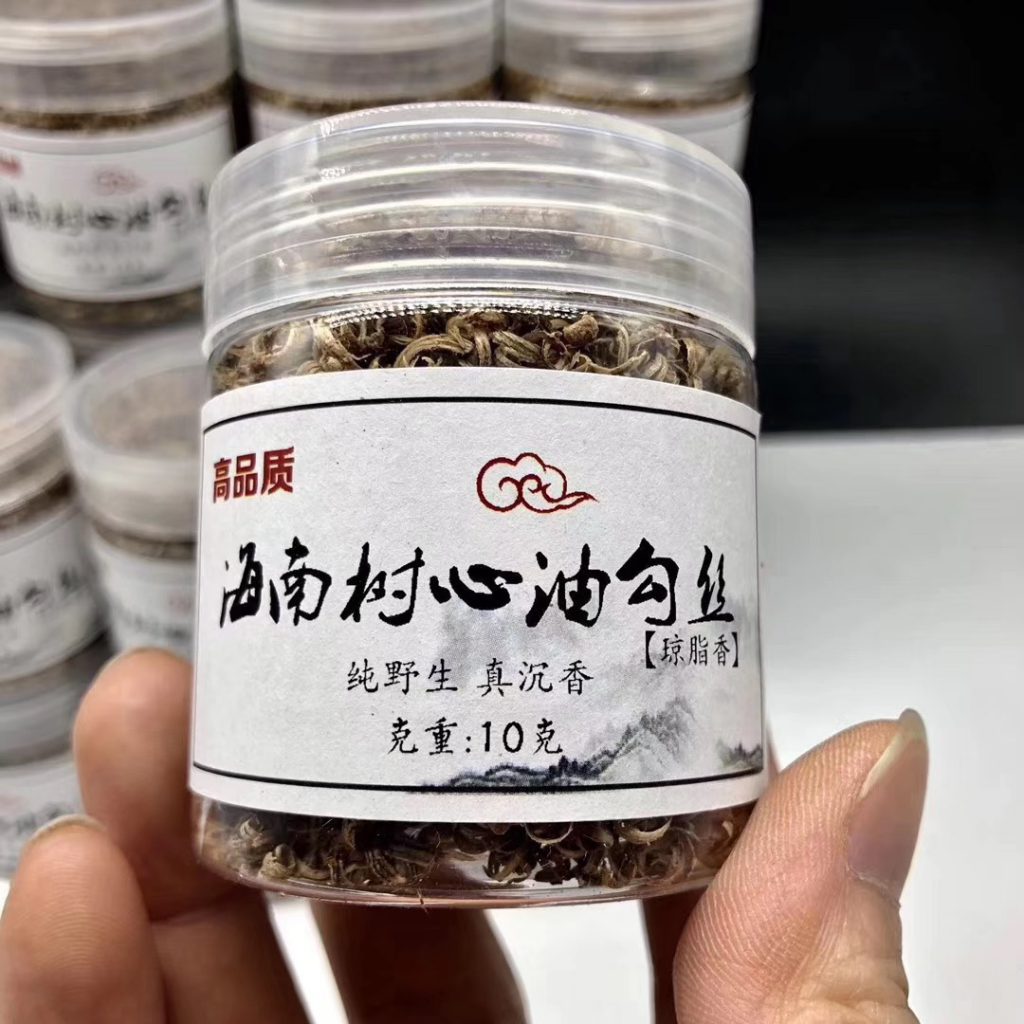 高品质
海南树心油勾丝
【琼脂香】
纯野生 真沉香
克重:10克